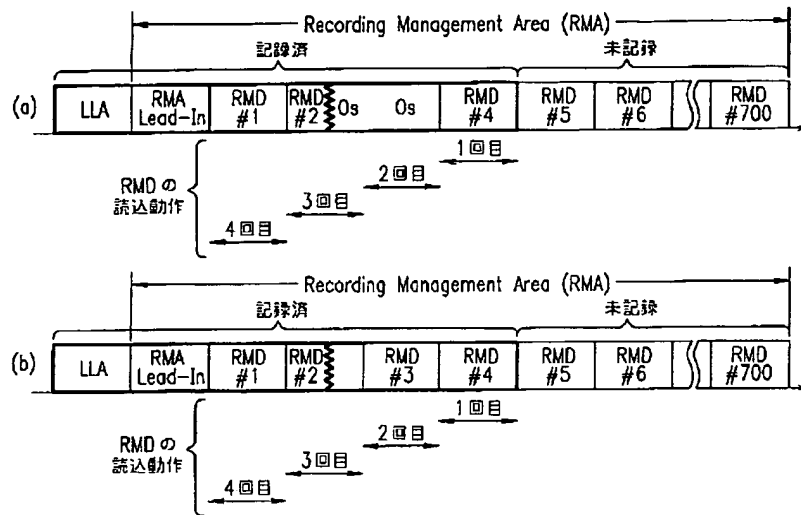 Recording Management Area (RMA)
記録済
未記録
(a)
LLA
RMA
Lead-In
RMD
#1
RMD
#2
Os
Os
RMD
#4
RMD
#5
RMD
#6
RMD
#700
RMDの
読込動作
1回目
2回目
3回目
4回目
Recording Management Area (RMA)
記録済
未記録
(b)
LLA
RMA
Lead-In
RMD
#1
RMD
#2
RMD
#3
RMD
#4
RMD
#5
RMD
#6
RMD
#700
RMDの
読込動作
1回目
2回目
3回目
4回目